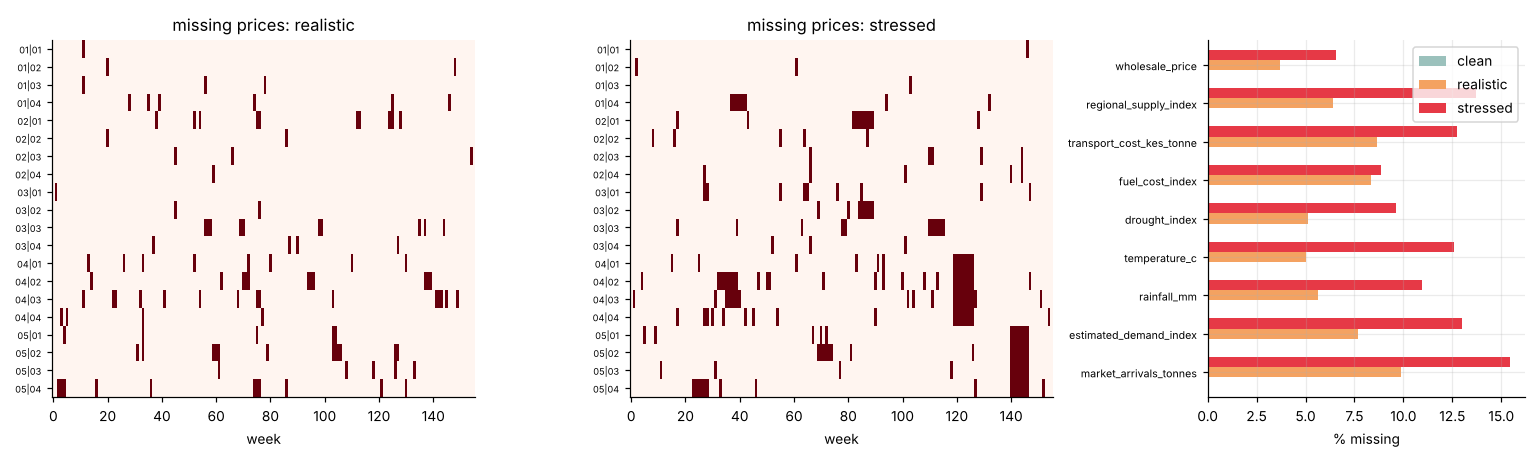 missing prices: realistic
01|01
01|02
01|03
01|04
02|01
02|02
02|03
02|04
03|01
03|02
03|03
03|04
04|01
04|02
04|03
04|04
05|01
05|02
05|03
05|04
0 20 40 60 80 100 120 140
week
missing prices: stressed
01|01
01|02
01|03
01|04
02|01
02|02
02|03
02|04
03|01
03|02
03|03
03|04
04|01
04|02
04|03
04|04
05|01
05|02
05|03
05|04
0 20 40 60 80 100 120 140
week
wholesale_price
regional_supply_index
transport_cost_kes_tonne
fuel_cost_index
drought_index
temperature_c
rainfall_mm
estimated_demand_index
market_arrivals_tonnes
0.0 2.5 5.0 7.5 10.0 12.5 15.0
% missing
clean
realistic
stressed